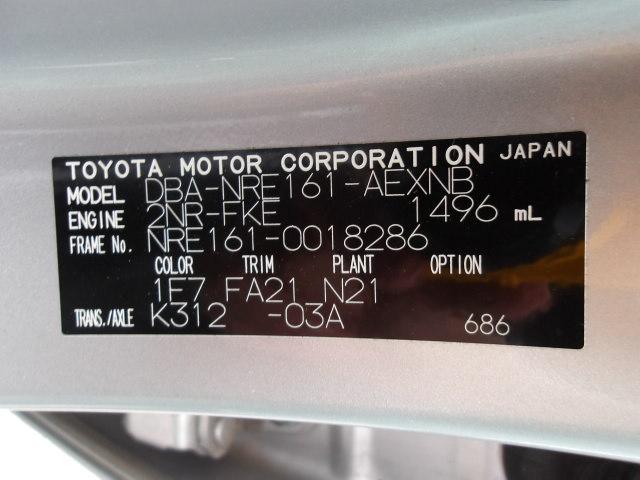 TOYOTA MOTOR CORPORATION JAPAN
MODEL DBA-NRE161-AEXNB
ENGINE 2NR-FKE 1496 mL
FRAME No. NRE161-0018286
COLOR TRIM PLANT OPTION
1F7 FA21 N21
TRANS./AXLE K312 -03A 686